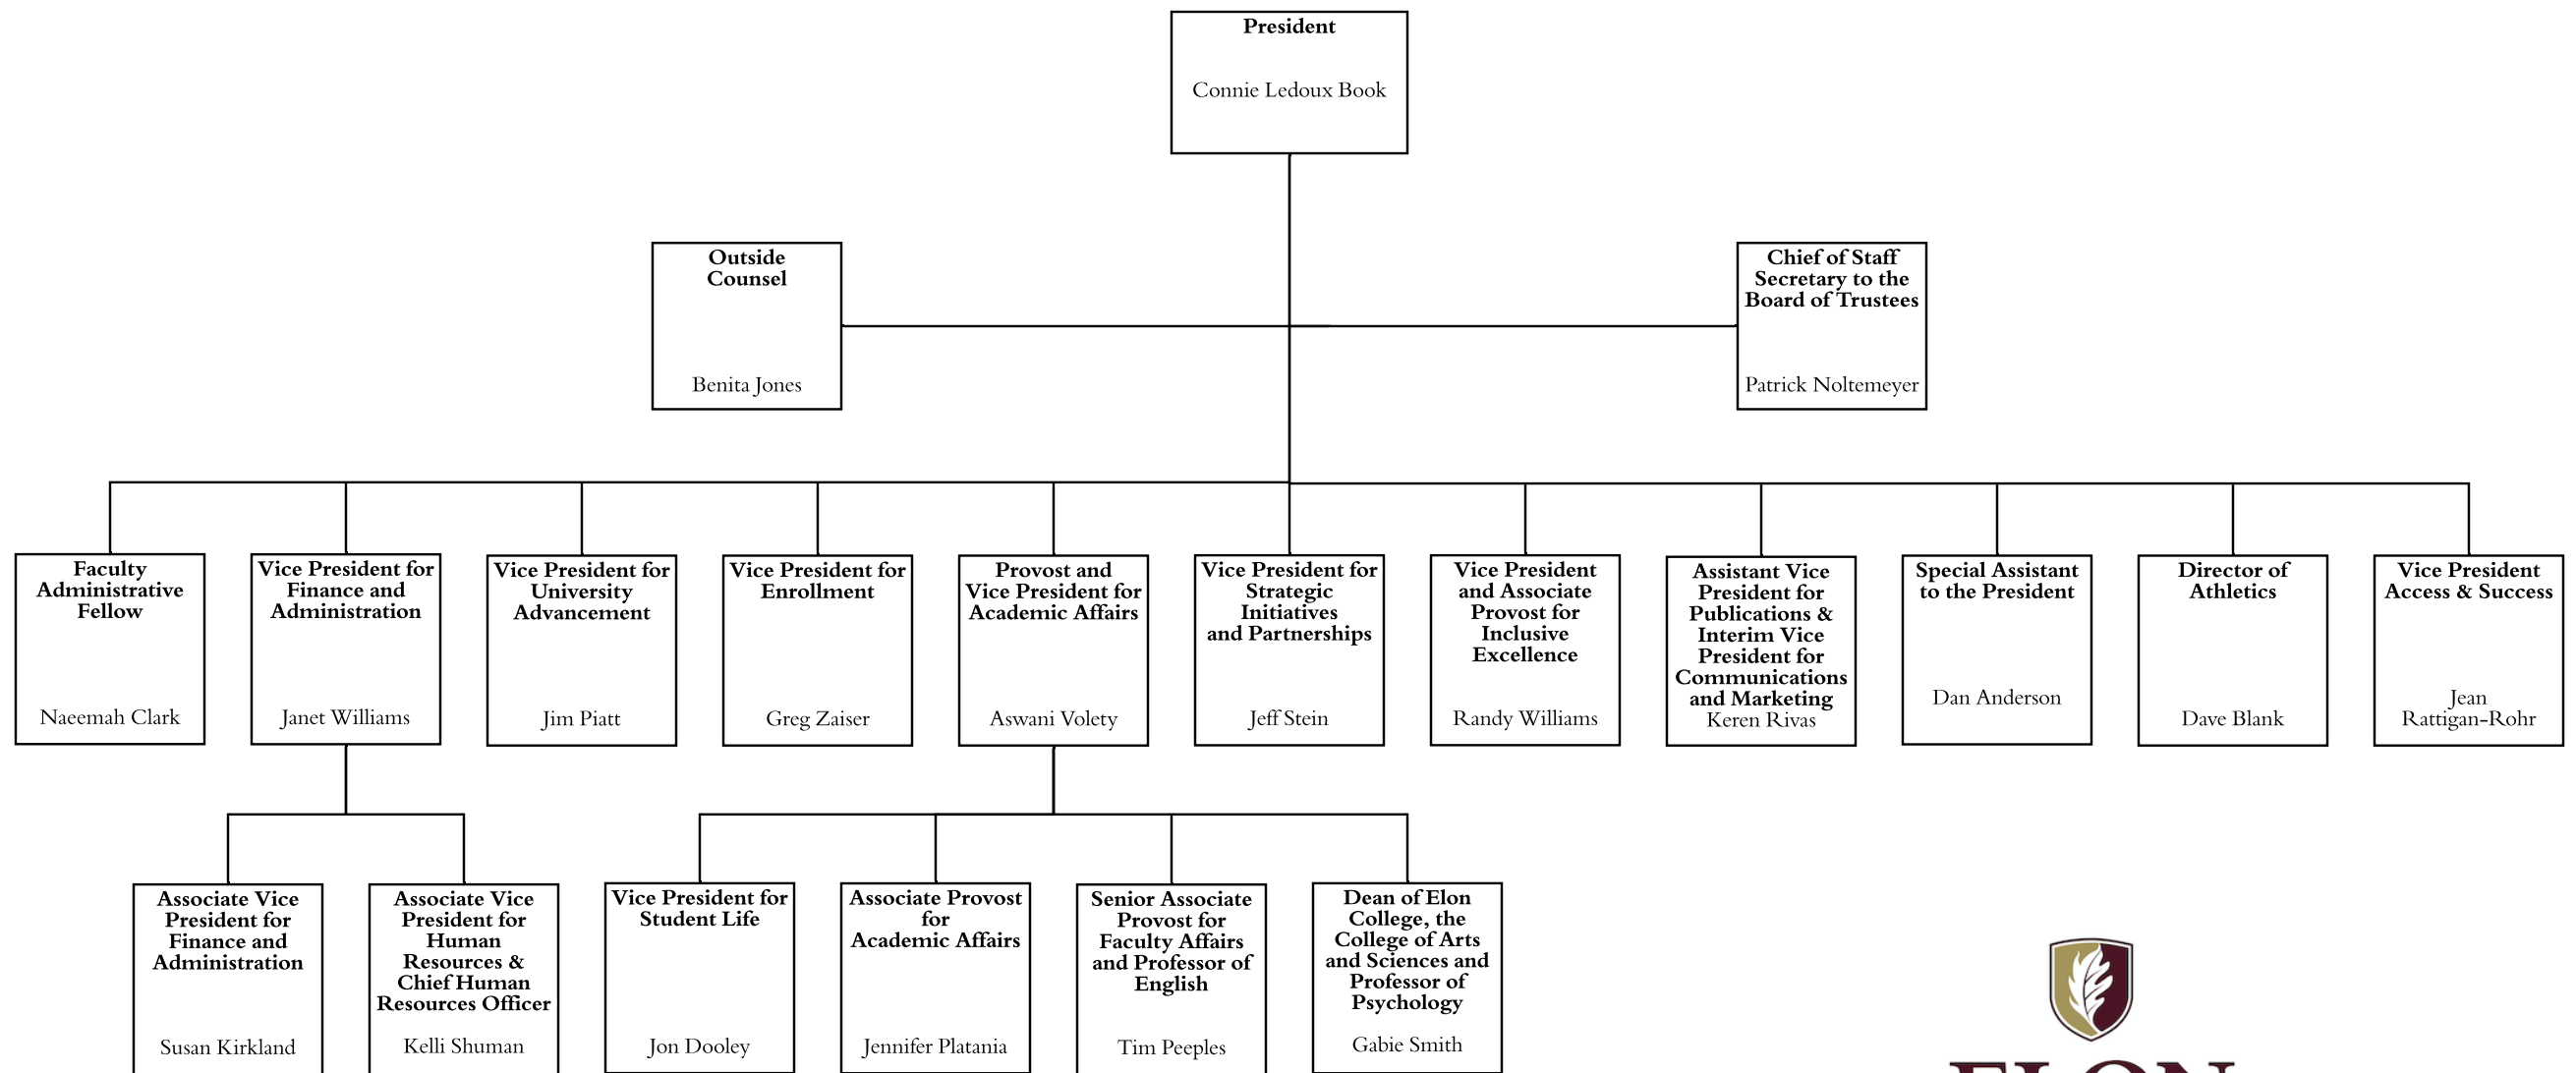 President
Connie Ledoux Book
Outside
Counsel
Benita Jones
Chief of Staff
Secretary to the
Board of Trustees
Patrick Noltemeyer
Faculty
Administrative
Fellow
Naeemah Clark
Vice President for
Finance and
Administration
Janet Williams
Vice President for
University
Advancement
Jim Piatt
Vice President for
Enrollment
Greg Zaiser
Provost and
Vice President for
Academic Affairs
Aswani Volety
Vice President for
Strategic
Initiatives
and Partnerships
Jeff Stein
Vice President
and Associate
Provost for
Inclusive
Excellence
Randy Williams
Assistant Vice
President for
Publications &
Interim Vice
President for
Communications
and Marketing
Keren Rivas
Special Assistant
to the President
Dan Anderson
Director of
Athletics
Dave Blank
Vice President
Access & Success
Jean
Rattigan-Rohr
Associate Vice
President for
Finance and
Administration
Susan Kirkland
Associate Vice
President for
Human
Resources &
Chief Human
Resources Officer
Kelli Shuman
Vice President for
Student Life
Jon Dooley
Associate Provost
for
Academic Affairs
Jennifer Platania
Senior Associate
Provost for
Faculty Affairs
and Professor of
English
Tim Peeples
Dean of Elon
College, the
College of Arts
and Sciences and
Professor of
Psychology
Gabie Smith
ELON